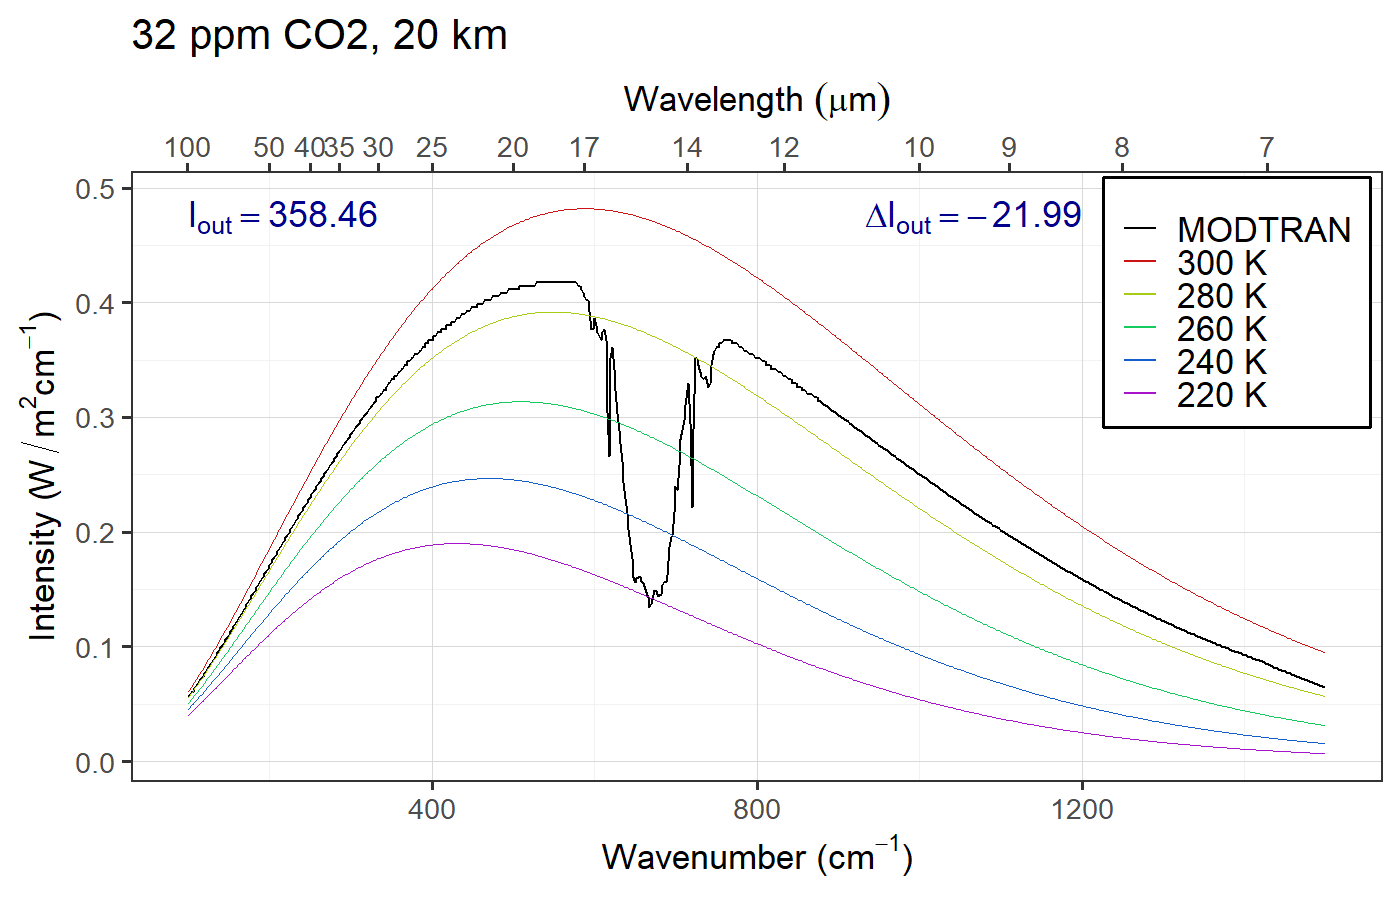 32 ppm CO2, 20 km
Wavelength (μm)
100 50 40 35 30 25 20 17 14 12 10 9 8 7
I_out = 358.46
ΔI_out = −21.99
MODTRAN
300 K
280 K
260 K
240 K
220 K
0.5
0.4
0.3
0.2
0.1
0.0
Intensity (W / m²cm⁻¹)
400 800 1200
Wavenumber (cm⁻¹)